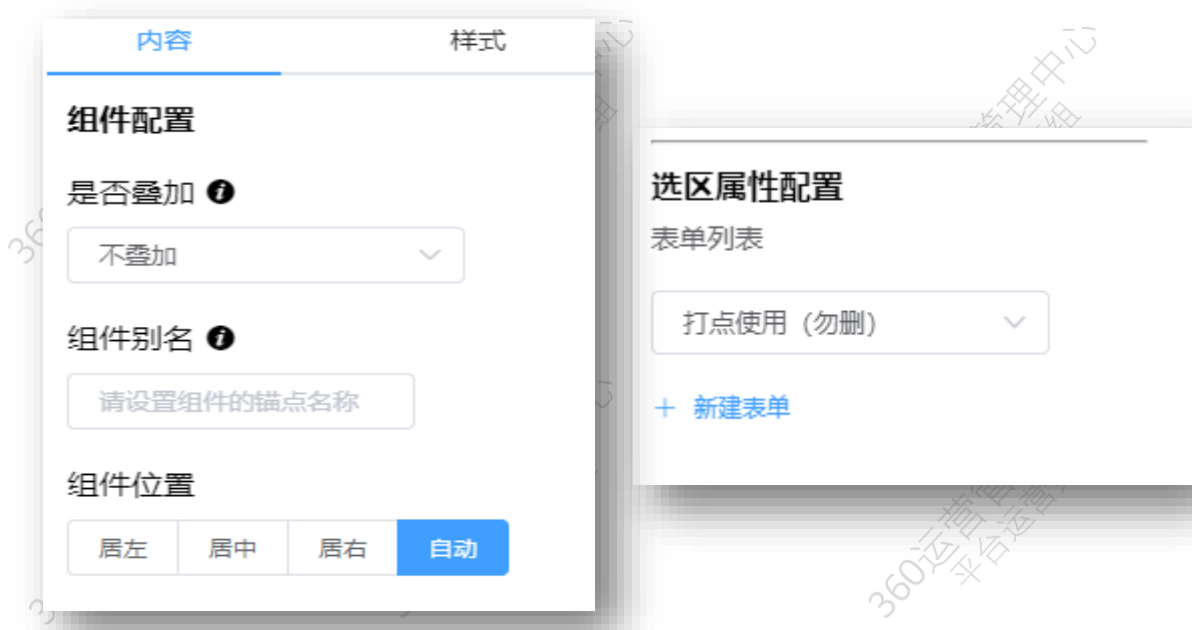 内容
样式
组件配置
是否叠加
不叠加
组件别名
请设置组件的锚点名称
组件位置
居左
居中
居右
自动
选区属性配置
表单列表
打点使用（勿删）
+ 新建表单